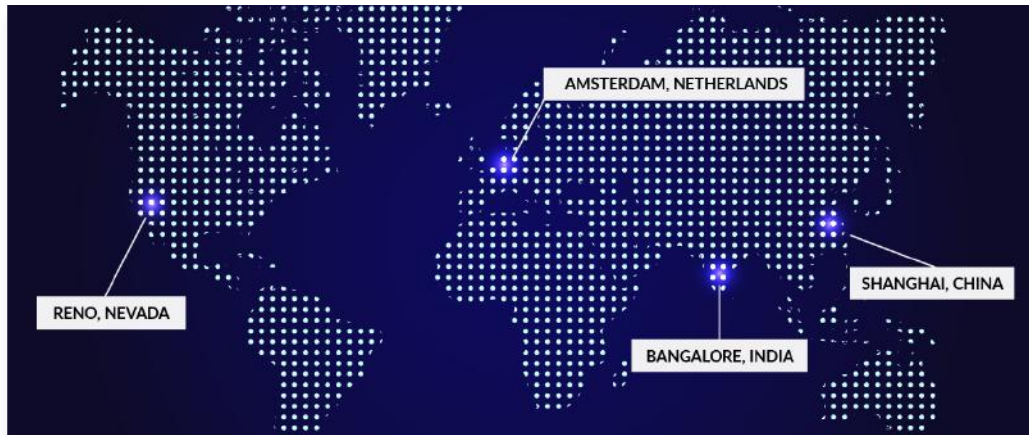 AMSTERDAM, NETHERLANDS
SHANGHAI, CHINA
RENO, NEVADA
BANGALORE, INDIA